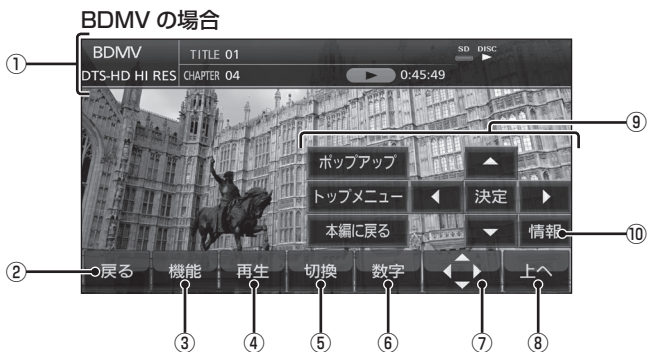 BDMV の場合
①
BDMV TITLE 01 SD DISC
DTS-HD HI RES CHAPTER 04 0:45:49
⑨
ポップアップ
トップメニュー 決定
本編に戻る 情報 ⑩
② 戻る 機能 再生 切換 数字 上へ
③ ④ ⑤ ⑥ ⑦ ⑧